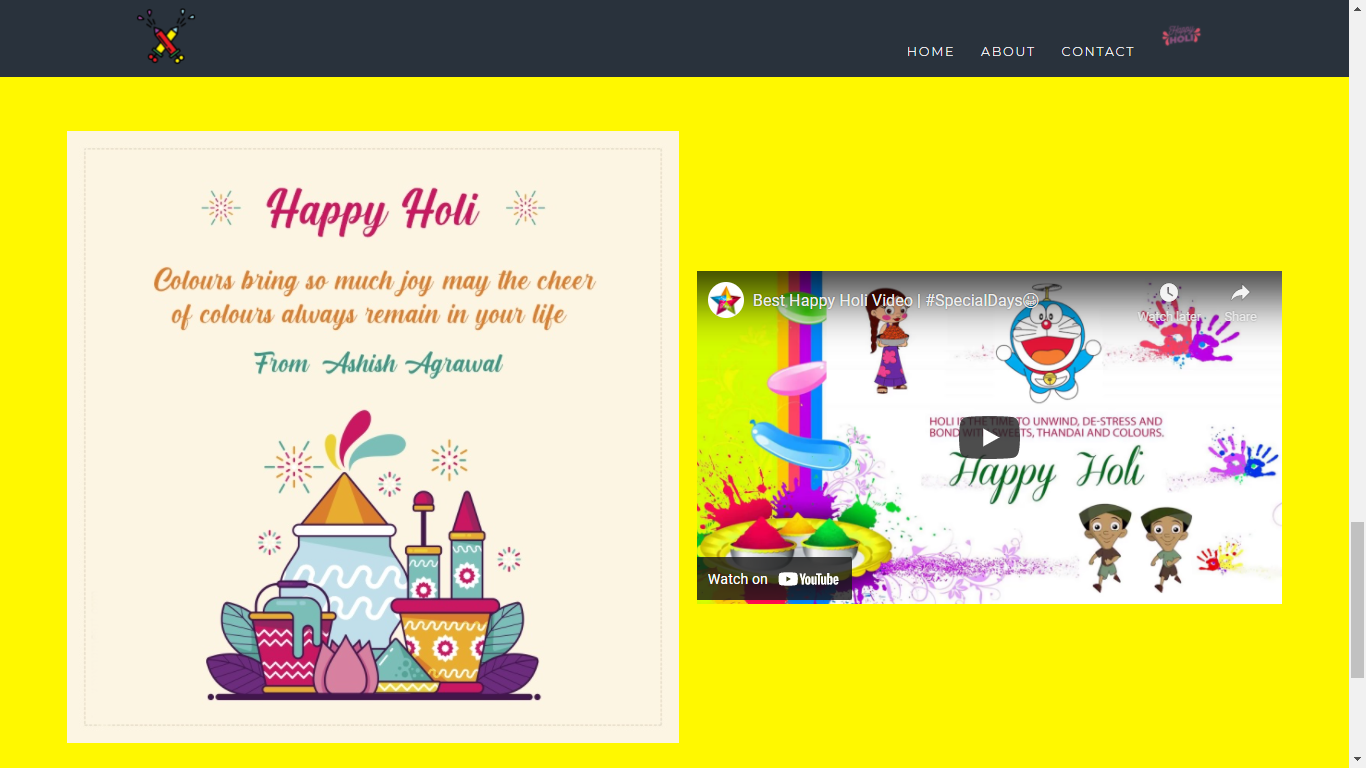 HOME ABOUT CONTACT
Happy
HOLI
Happy Holi
Colours bring so much joy may the cheer
of colours always remain in your life
From Ashish Agrawal
Best Happy Holi Video | #SpecialDays😀
Watch later
Share
HOLI IS THE TIME TO UNWIND, DE-STRESS AND
BOND WITH SWEETS, THANDAI AND COLOURS.
Happy Holi
Watch on YouTube